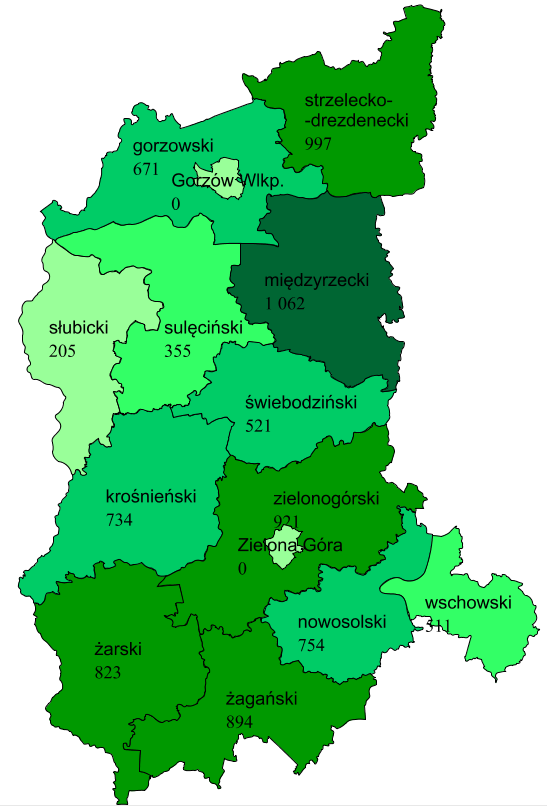 strzelecko-
-drezdenecki
997
gorzowski
671
Gorzów Wlkp.
0
międzyrzecki
1 062
słubicki
205
sulęciński
355
świebodziński
521
krośnieński
734
zielonogórski
921
Zielona Góra
0
wschowski
511
nowosolski
754
żarski
823
żagański
894